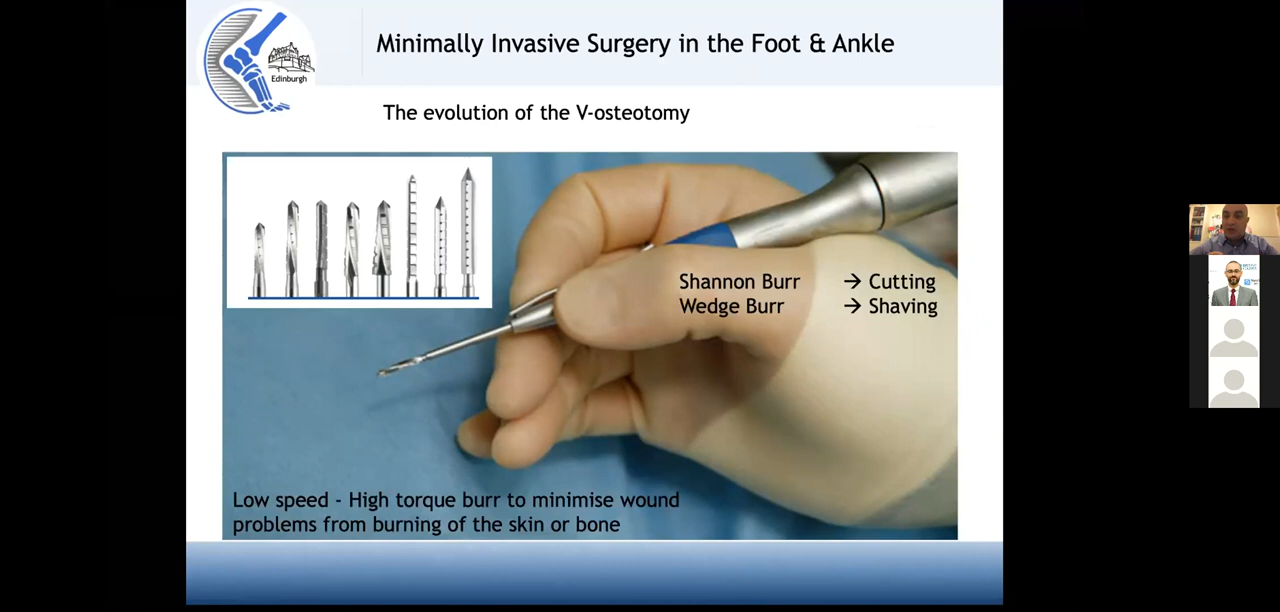 Minimally Invasive Surgery in the Foot & Ankle
Edinburgh
The evolution of the V-osteotomy
Shannon Burr → Cutting
Wedge Burr → Shaving
Low speed - High torque burr to minimise wound
problems from burning of the skin or bone